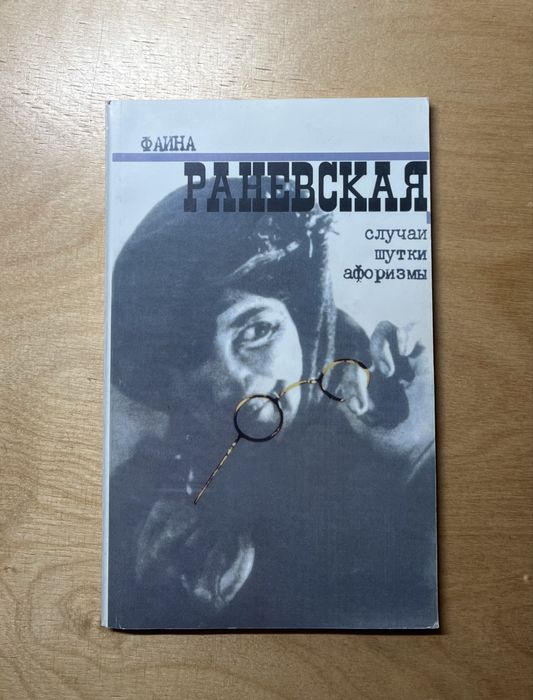 ФАИНА
РАНЕВСКАЯ
случаи
шутки
афоризмы